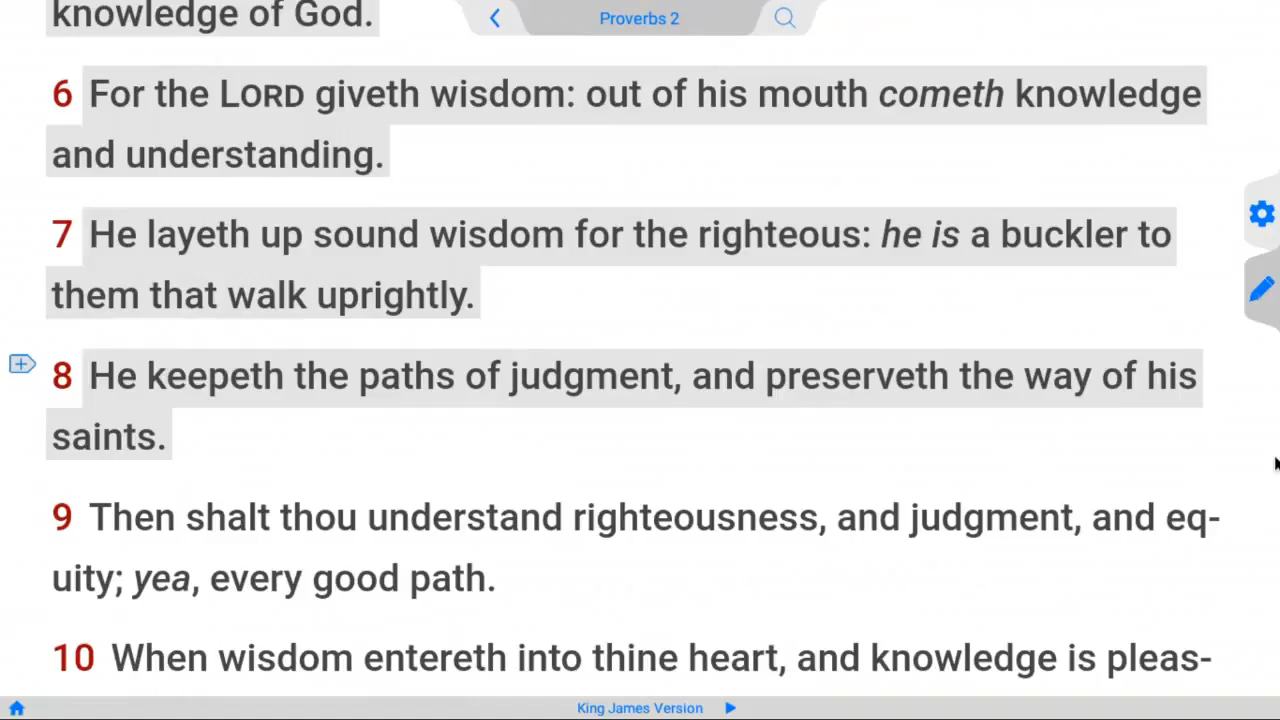 knowledge of God.
Proverbs 2
6 For the LORD giveth wisdom: out of his mouth cometh knowledge
and understanding.
7 He layeth up sound wisdom for the righteous: he is a buckler to
them that walk uprightly.
8 He keepeth the paths of judgment, and preserveth the way of his
saints.
9 Then shalt thou understand righteousness, and judgment, and eq-
uity; yea, every good path.
10 When wisdom entereth into thine heart, and knowledge is pleas-
King James Version